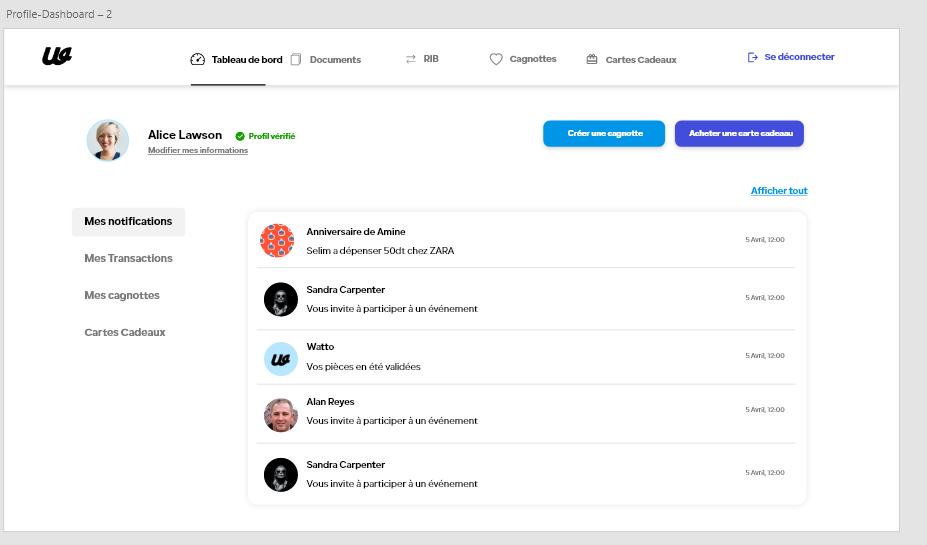 Profile-Dashboard – 2
Tableau de bord
Documents
RIB
Cagnottes
Cartes Cadeaux
Se déconnecter
Alice Lawson
Profil vérifié
Modifier mes informations
Créer une cagnotte
Acheter une carte cadeaau
Afficher tout
Mes notifications
Mes Transactions
Mes cagnottes
Cartes Cadeaux
Anniversaire de Amine
Selim a dépenser 50dt chez ZARA
5 Avril, 12:00
Sandra Carpenter
Vous invite à participer à un événement
5 Avril, 12:00
Watto
Vos pièces en été validées
5 Avril, 12:00
Alan Reyes
Vous invite à participer à un événement
5 Avril, 12:00
Sandra Carpenter
Vous invite à participer à un événement
5 Avril, 12:00